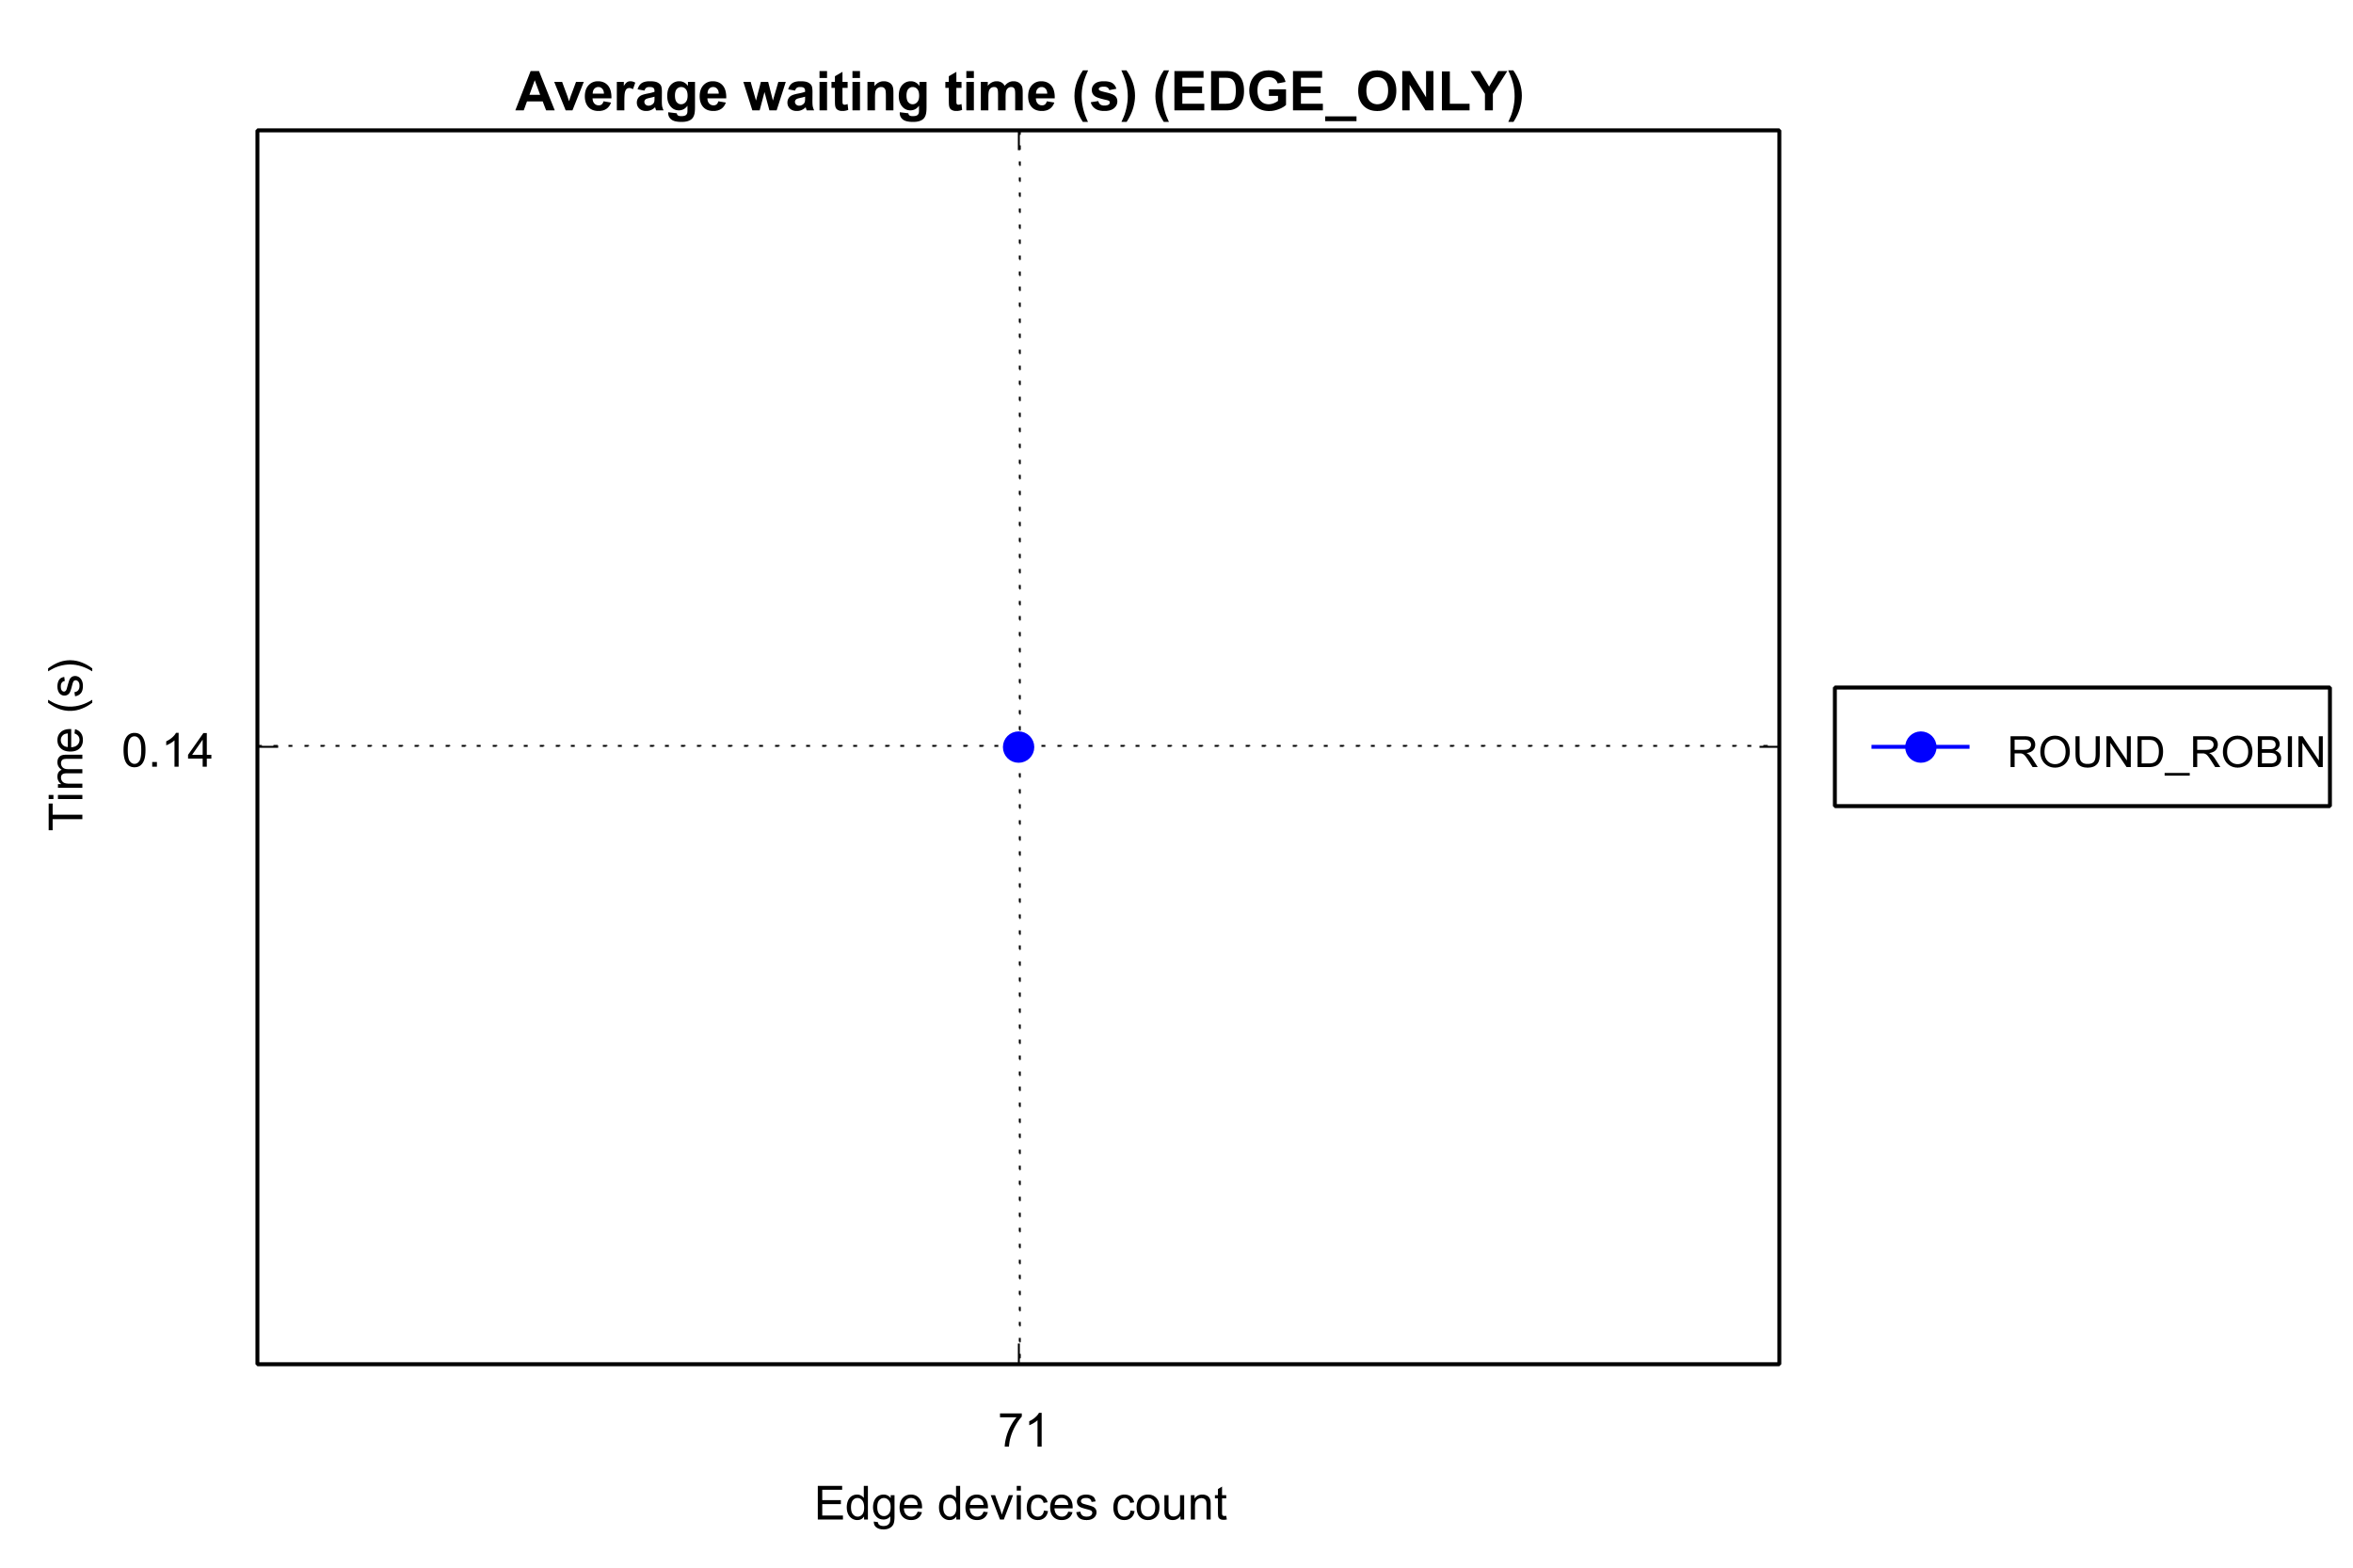 Average waiting time (s) (EDGE_ONLY)
Time (s)
0.14
ROUND_ROBIN
71
Edge devices count